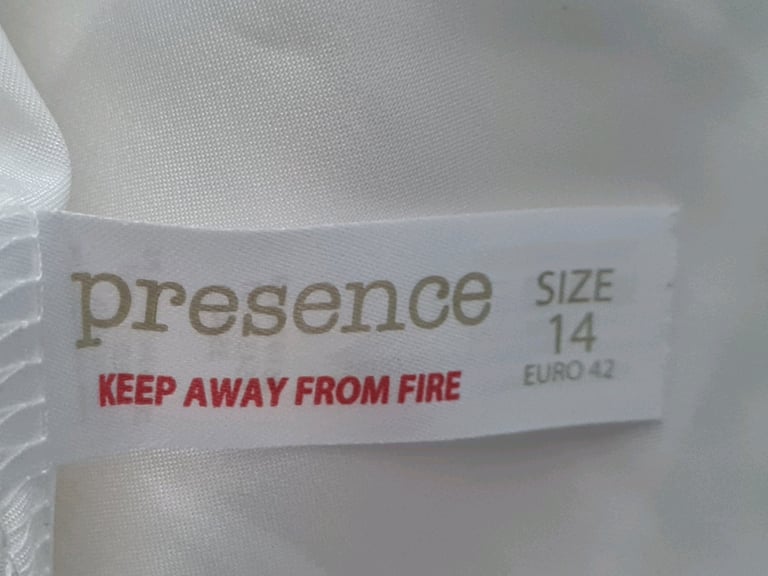 presence
KEEP AWAY FROM FIRE
SIZE
14
EURO 42